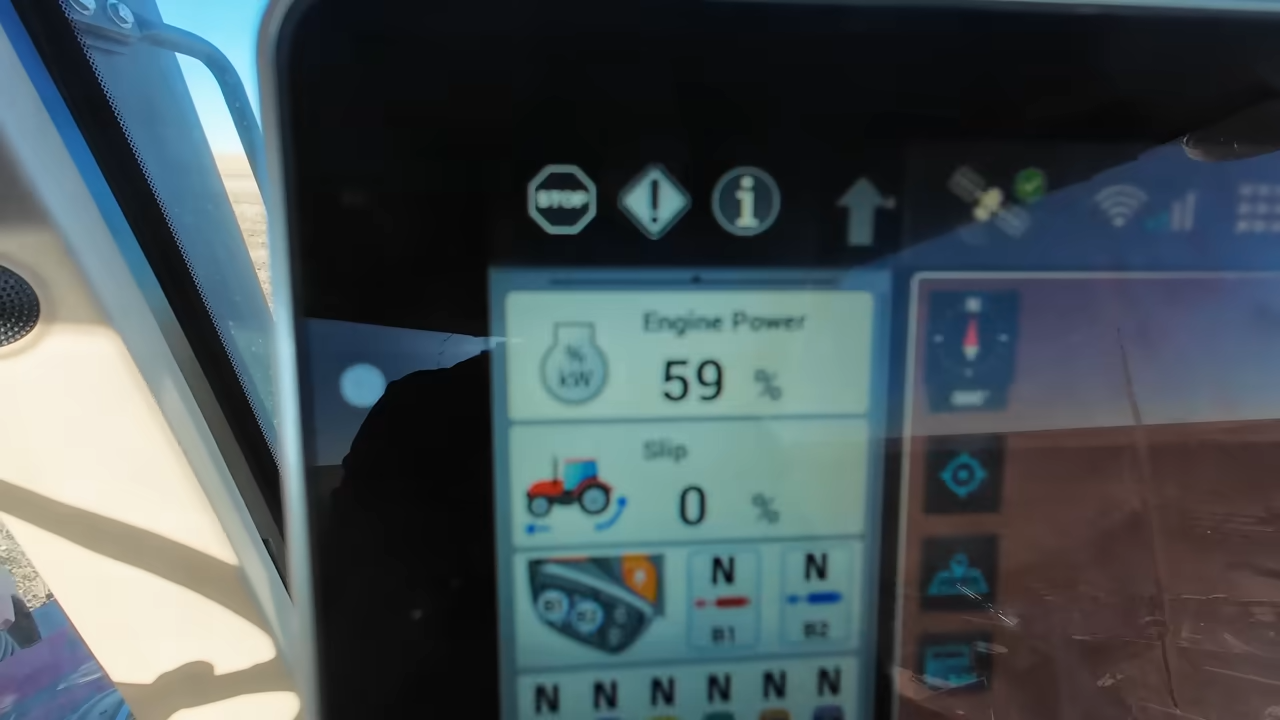 STOP ! i
N
Engine Power
% kW
59 %
Slip
0 %
N N
B1 B2
B1 B2
N N N N N N